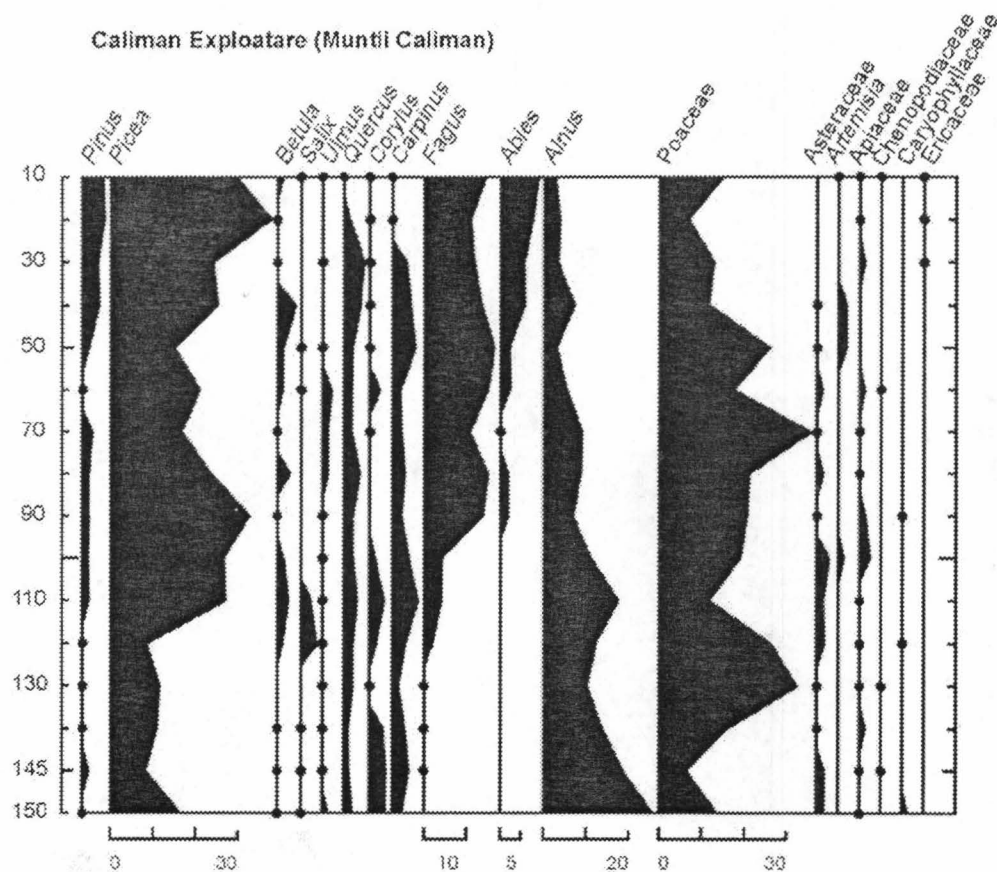 Caliman Exploatare (Muntii Caliman)
Pinus
Picea
Betula
Salix
Ulmus
Quercus
Corylus
Carpinus
Fagus
Abies
Alnus
Poaceae
Asteraceae
Artemisia
Apiaceae
Chenopodiaceae
Caryophyllaceae
Ericaceae
10
30
50
70
90
110
130
145
150
0 30 10 5 20 0 30